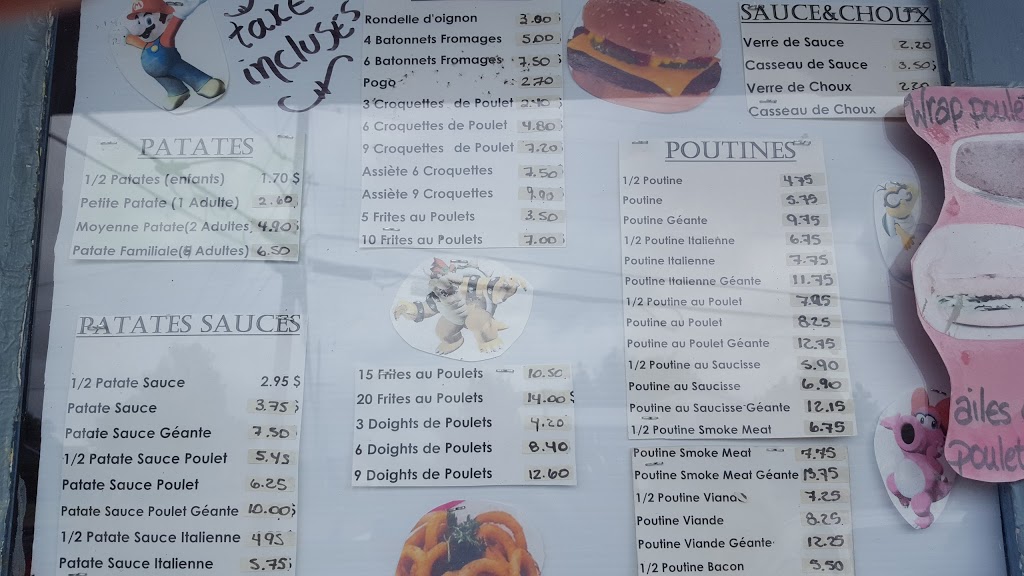 taxe
incluses
PATATES
1/2 Patates (enfants) 1.70 $
Petite Patate (1 Adulte) 2.60
Moyenne Patate(2 Adultes) 4.90
Patate Familiale( Adultes) 6.50
PATATES SAUCES
1/2 Patate Sauce 2.95 $
Patate Sauce 3.75
Patate Sauce Géante 7.50
1/2 Patate Sauce Poulet 5.45
Patate Sauce Poulet 6.25
Patate Sauce Poulet Géante 10.00
1/2 Patate Sauce Italienne 4.95
Patate Sauce Italienne 5.75
Rondelle d'oignon 3.00
4 Batonnets Fromages 5.00
6 Batonnets Fromages 7.50
Pogo 2.70
3 Croquettes de Poulet 2.40
6 Croquettes de Poulet 4.80
9 Croquettes de Poulet 7.20
Assiète 6 Croquettes 7.50
Assiète 9 Croquettes 9.90
5 Frites au Poulets 3.50
10 Frites au Poulets 7.00
15 Frites au Poulets 10.50
20 Frites au Poulets 14.00 $
3 Doights de Poulets 4.20
6 Doights de Poulets 8.40
9 Doights de Poulets 12.60
SAUCE&CHOUX
Verre de Sauce 2.20
Casseau de Sauce 3.50
Verre de Choux 2.20
Casseau de Choux
POUTINES
1/2 Poutine 4.75
Poutine 5.75
Poutine Géante 9.75
1/2 Poutine Italienne 6.75
Poutine Italienne 7.75
Poutine Italienne Géante 11.75
1/2 Poutine au Poulet
Poutine au Poulet 8.25
Poutine au Poulet Géante 12.75
1/2 Poutine au Saucisse 5.90
Poutine au Saucisse 6.90
Poutine au Saucisse Géante 12.15
1/2 Poutine Smoke Meat 6.75
Poutine Smoke Meat 7.75
Poutine Smoke Meat Géante 13.75
1/2 Poutine 7.25
Poutine Viande 8.25
Poutine Viande Géante 12.25
1/2 Poutine Bacon 5.50
Wrap poulet
ailes
Poulet